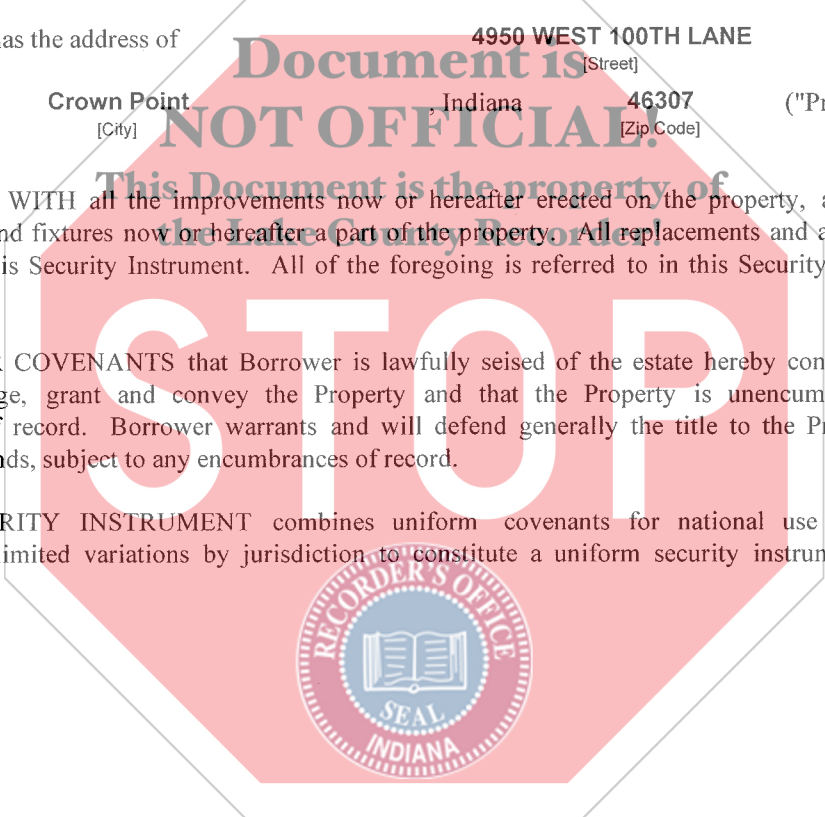 has the address of 4950 WEST 100TH LANE
[Street]
Crown Point , Indiana 46307 ("Pr
[City] [Zip Code]
Document is
NOT OFFICIAL!
This Document is the property of
the Lake County Recorder!
WITH all the improvements now or hereafter erected on the property, a
nd fixtures now or hereafter a part of the property. All replacements and a
is Security Instrument. All of the foregoing is referred to in this Security
STOP
COVENANTS that Borrower is lawfully seised of the estate hereby con
ge, grant and convey the Property and that the Property is unencum
f record. Borrower warrants and will defend generally the title to the Pr
nds, subject to any encumbrances of record.
RITY INSTRUMENT combines uniform covenants for national use
imited variations by jurisdiction to constitute a uniform security instrum
RECORDER'S OFFICE
SEAL
INDIANA